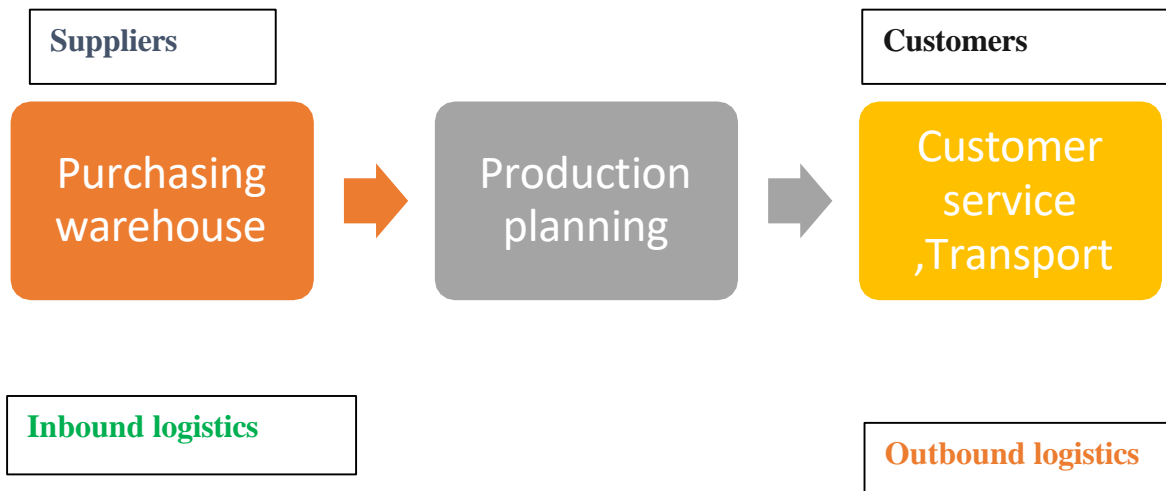 Suppliers
Customers
Purchasing
warehouse
Production
planning
Customer
service
,Transport
Inbound logistics
Outbound logistics